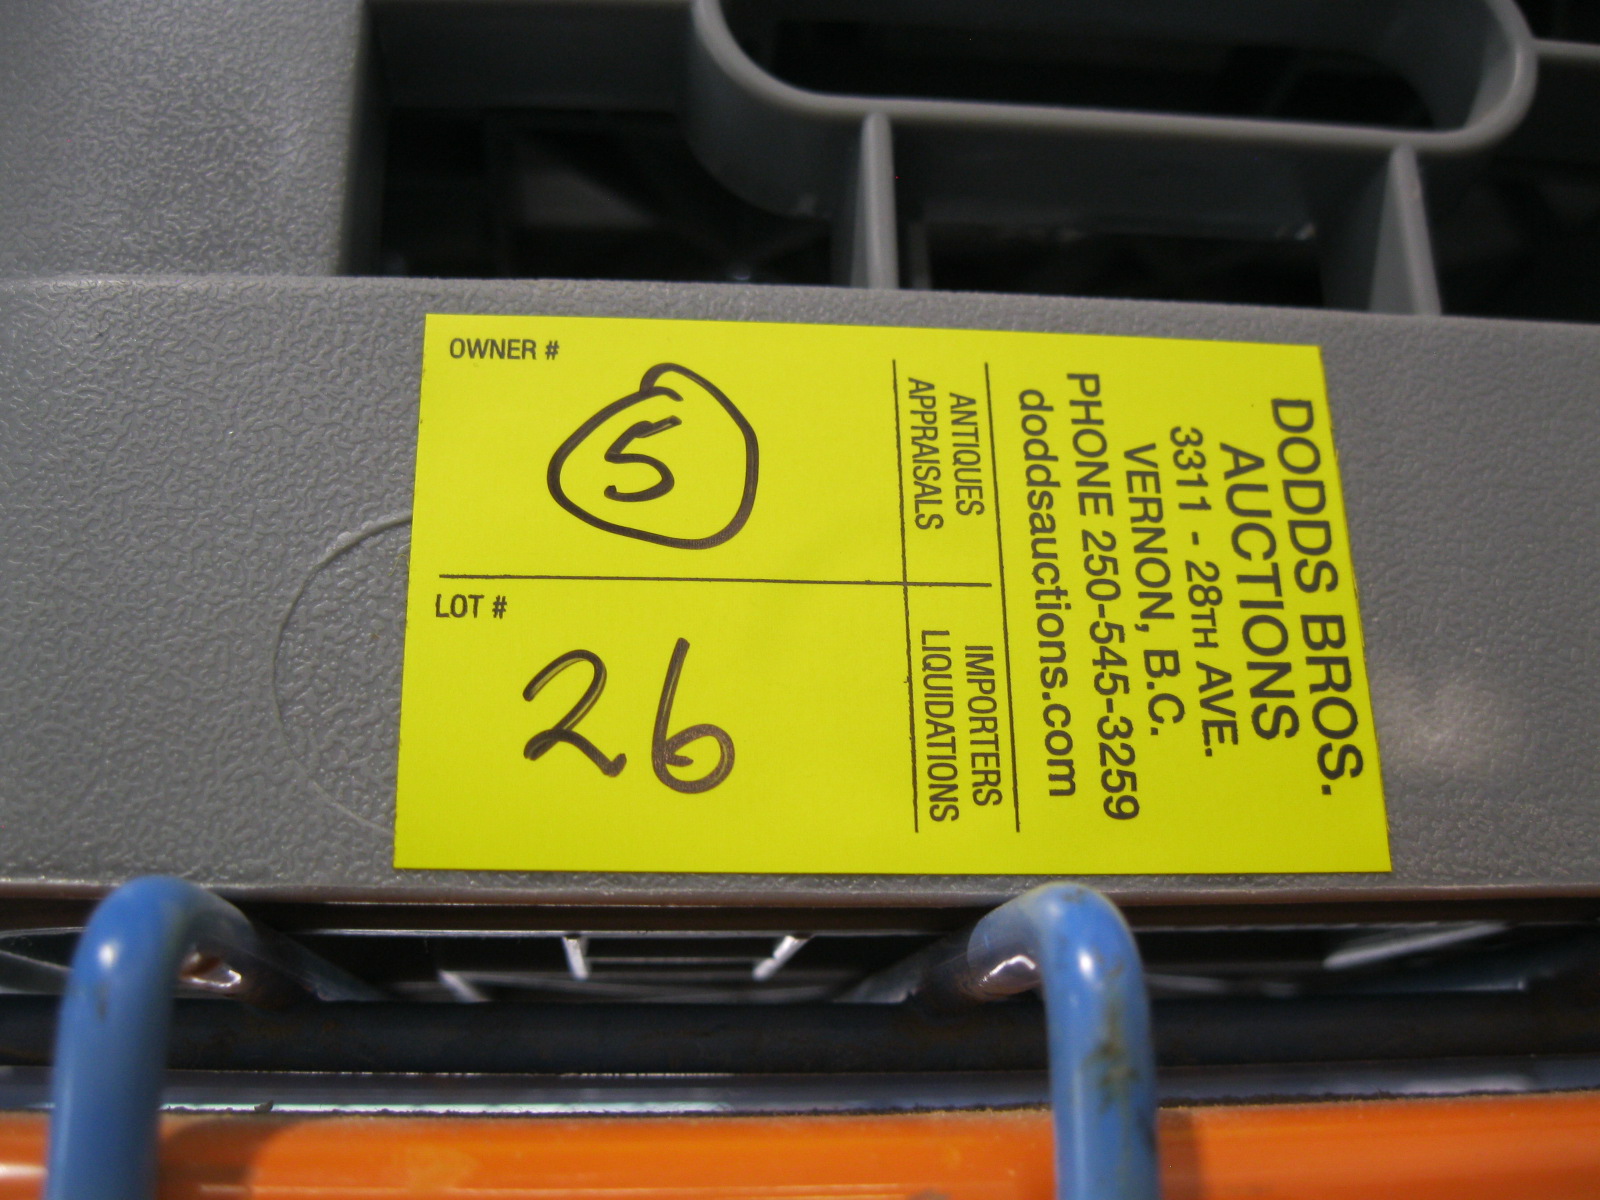 DODDS BROS.
AUCTIONS
3311 - 28TH AVE.
VERNON, B.C.
PHONE 250-545-3259
doddsauctions.com
ANTIQUES IMPORTERS
APPRAISALS LIQUIDATIONS
OWNER #
5
LOT #
26